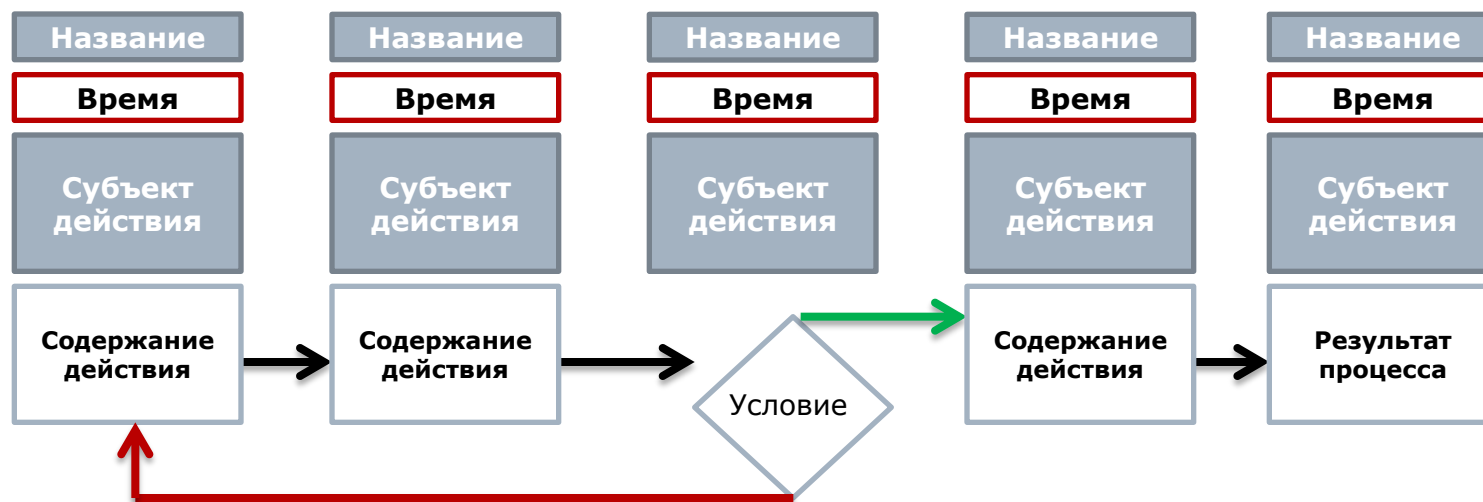 Название
Название
Название
Название
Название
Время
Время
Время
Время
Время
Субъект
действия
Субъект
действия
Субъект
действия
Субъект
действия
Субъект
действия
Содержание
действия
Содержание
действия
Условие
Содержание
действия
Результат
процесса